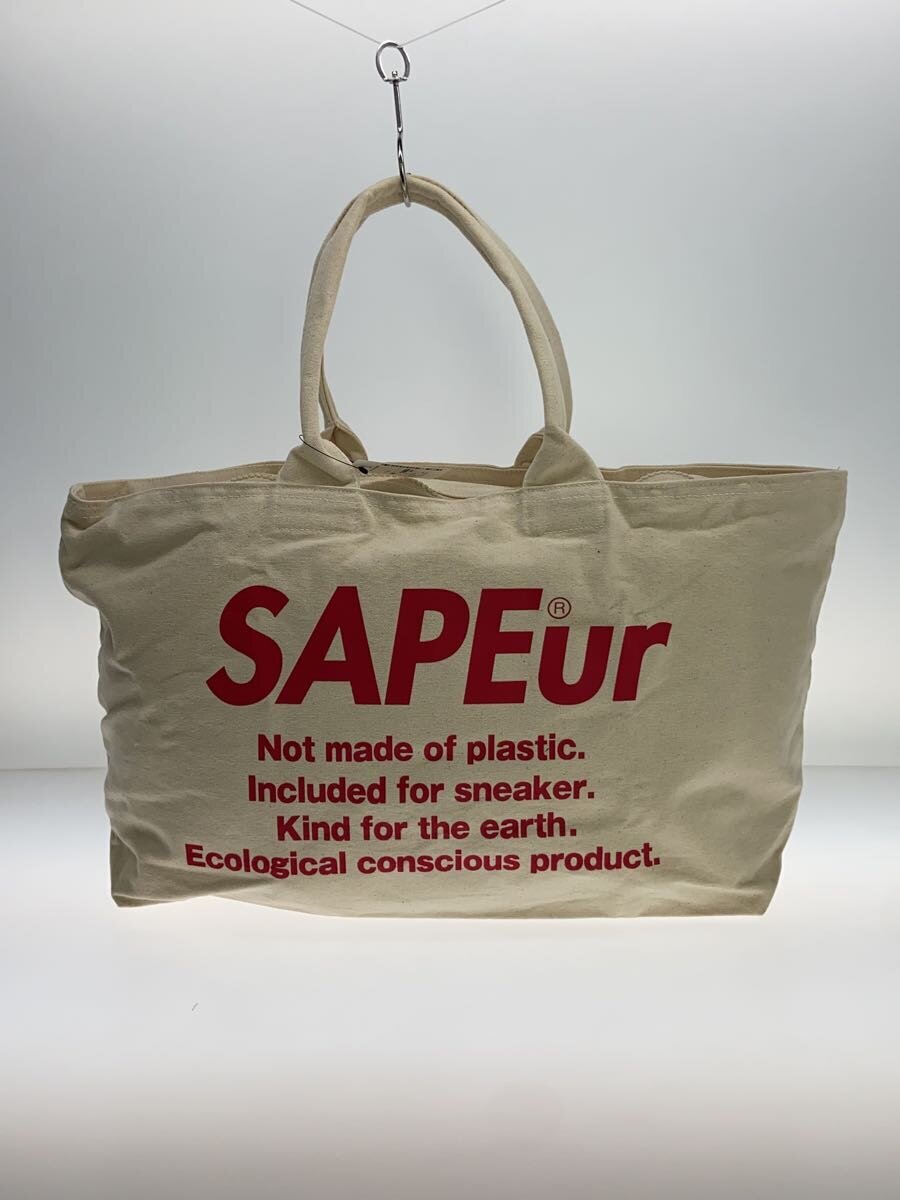 SAPEur®
Not made of plastic.
Included for sneaker.
Kind for the earth.
Ecological conscious product.